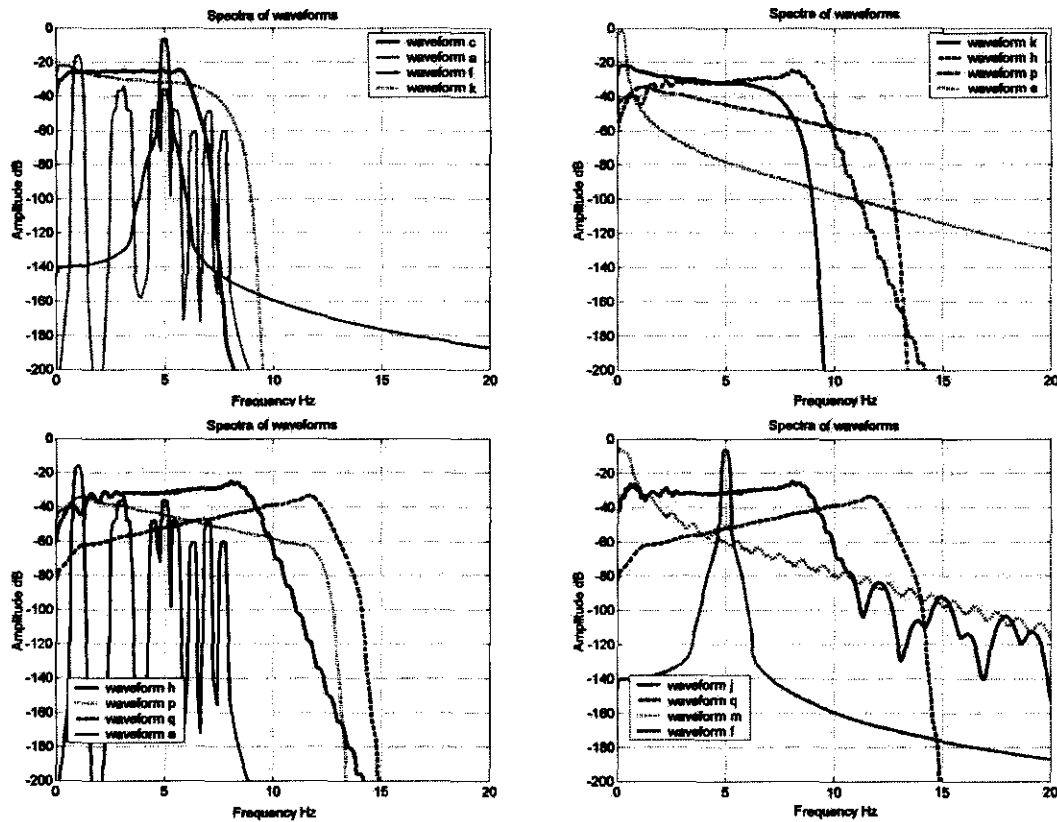 Spectra of waveforms
0
-20
-40
-60
-80
-100
-120
-140
-160
-180
-200
Amplitude dB
waveform c
waveform a
waveform f
waveform k
0 5 10 15 20
Frequency Hz
Spectra of waveforms
0
-20
-40
-60
-80
-100
-120
-140
-160
-180
-200
Amplitude dB
waveform k
waveform h
waveform p
waveform e
0 5 10 15 20
Frequency Hz
Spectra of waveforms
0
-20
-40
-60
-80
-100
-120
-140
-160
-180
-200
Amplitude dB
waveform h
waveform p
waveform q
waveform a
0 5 10 15 20
Frequency Hz
Spectra of waveforms
0
-20
-40
-60
-80
-100
-120
-140
-160
-180
-200
Amplitude dB
waveform j
waveform q
waveform m
waveform f
0 5 10 15 20
Frequency Hz